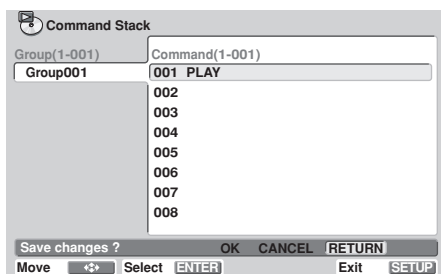 Command Stack
Group(1-001)
Command(1-001)
Group001
001 PLAY
002
003
004
005
006
007
008
Save changes ? OK CANCEL RETURN
Move Select ENTER Exit SETUP